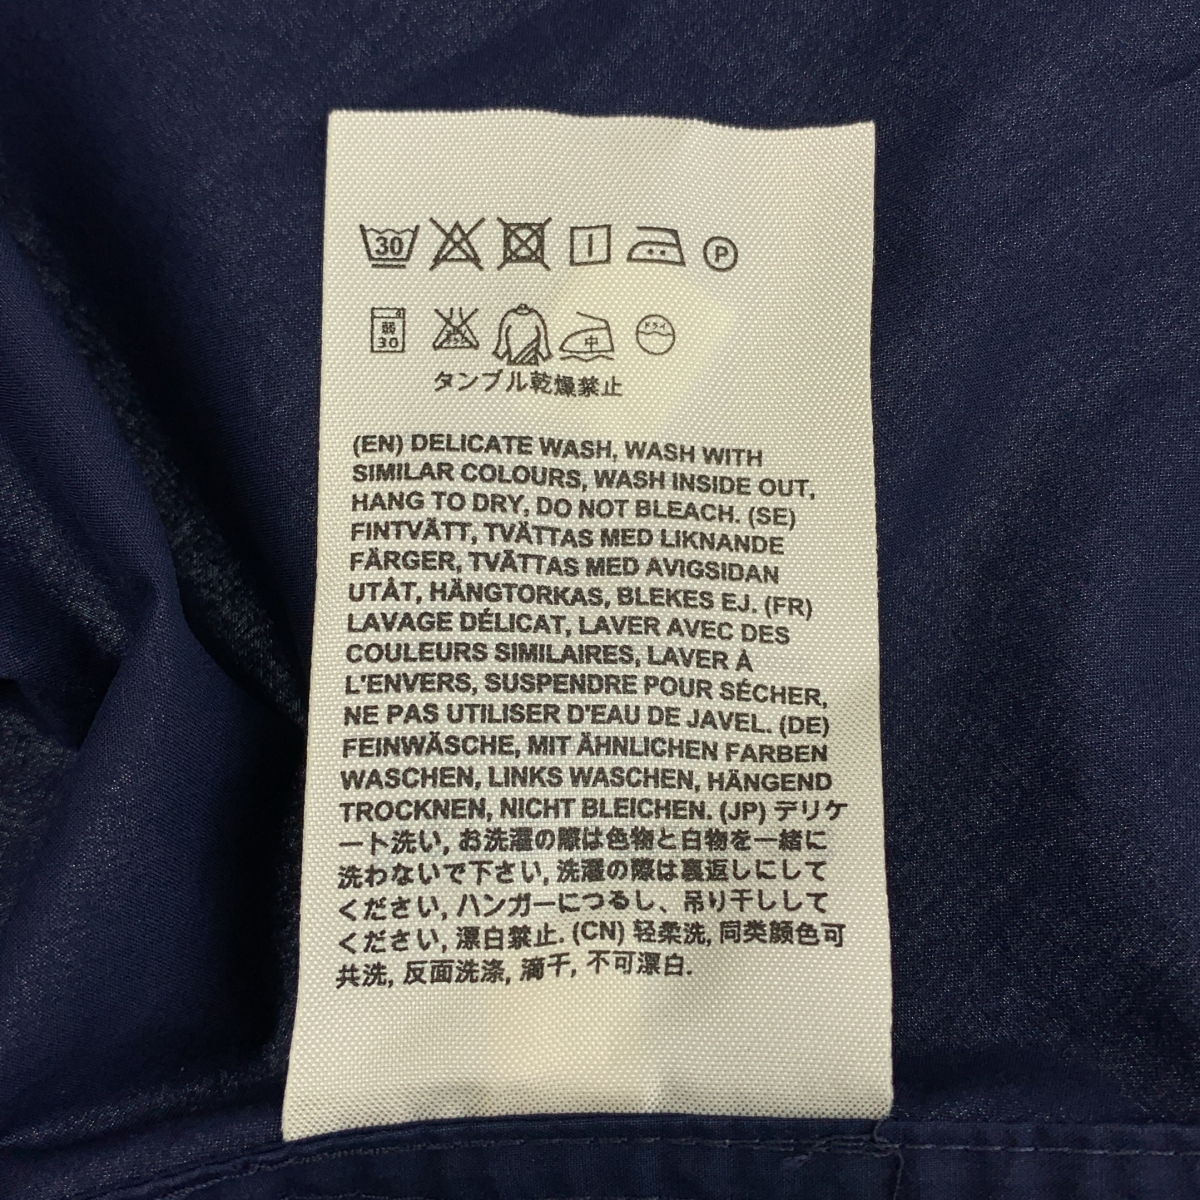 30 P
弱 30 中 ドライ
タンブル乾燥禁止
(EN) DELICATE WASH, WASH WITH
SIMILAR COLOURS, WASH INSIDE OUT,
HANG TO DRY, DO NOT BLEACH. (SE)
FINTVÄTT, TVÄTTAS MED LIKNANDE
FÄRGER, TVÄTTAS MED AVIGSIDAN
UTÅT, HÄNGTORKAS, BLEKES EJ. (FR)
LAVAGE DÉLICAT, LAVER AVEC DES
COULEURS SIMILAIRES, LAVER À
L'ENVERS, SUSPENDRE POUR SÉCHER,
NE PAS UTILISER D'EAU DE JAVEL. (DE)
FEINWÄSCHE, MIT ÄHNLICHEN FARBEN
WASCHEN, LINKS WASCHEN, HÄNGEND
TROCKNEN, NICHT BLEICHEN. (JP) デリケ
ート洗い, お洗濯の際は色物と白物を一緒に
洗わないで下さい, 洗濯の際は裏返しにして
ください, ハンガーにつるし、吊り干しして
ください, 漂白禁止. (CN) 轻柔洗, 同类颜色可
共洗, 反面洗涤, 滴干, 不可漂白.